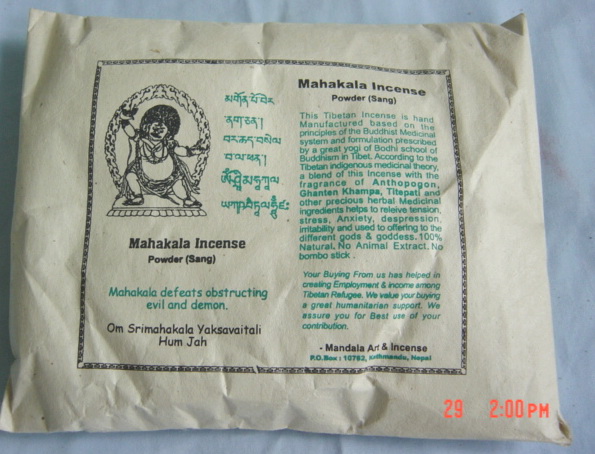 Mahakala Incense
Powder (Sang)
Mahakala defeats obstructing
evil and demon.
Om Srimahakala Yaksavaitali
Hum Jah
Mahakala Incense
Powder (Sang)
This Tibetan Incense is hand
Manufactured based on the
principles of the Buddhist Medicinal
system and formulation prescribed
by a great yogi of Bodhi school of
Buddhism in Tibet. According to the
Tibetan indigenous medicinal theory,
a blend of this Incense with the
fragrance of Anthopogon,
Ghanten Khampa, Titepati and
other precious herbal Medicinal
ingredients helps to releive tension,
stress, Anxiety, despression,
irritability and used to offering to the
different gods & goddess. 100%
Natural, No Animal Extract, No
bombo stick .
Your Buying From us has helped in
creating Employment & income among
Tibetan Refugee. We value your buying
a great humanitarian support. We
assure you for Best use of your
contribution.
- Mandala Art & Incense
P.O.Box : 10782, Kathmandu, Nepal
29 2:00PM